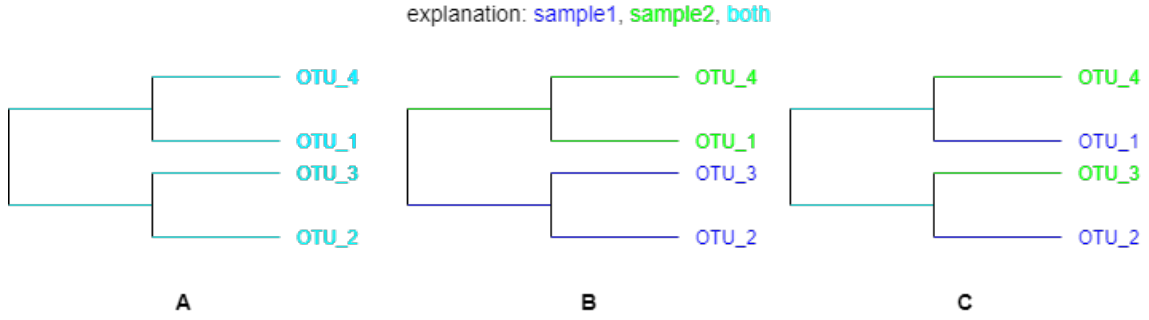 explanation: sample1, sample2, both
OTU_4
OTU_1
OTU_3
OTU_2
A
OTU_4
OTU_1
OTU_3
OTU_2
B
OTU_4
OTU_1
OTU_3
OTU_2
C